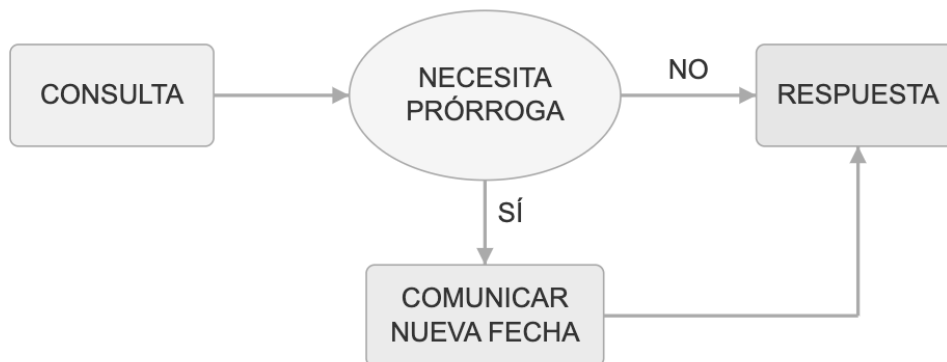 CONSULTA
NECESITA
PRÓRROGA
NO
RESPUESTA
SÍ
COMUNICAR
NUEVA FECHA